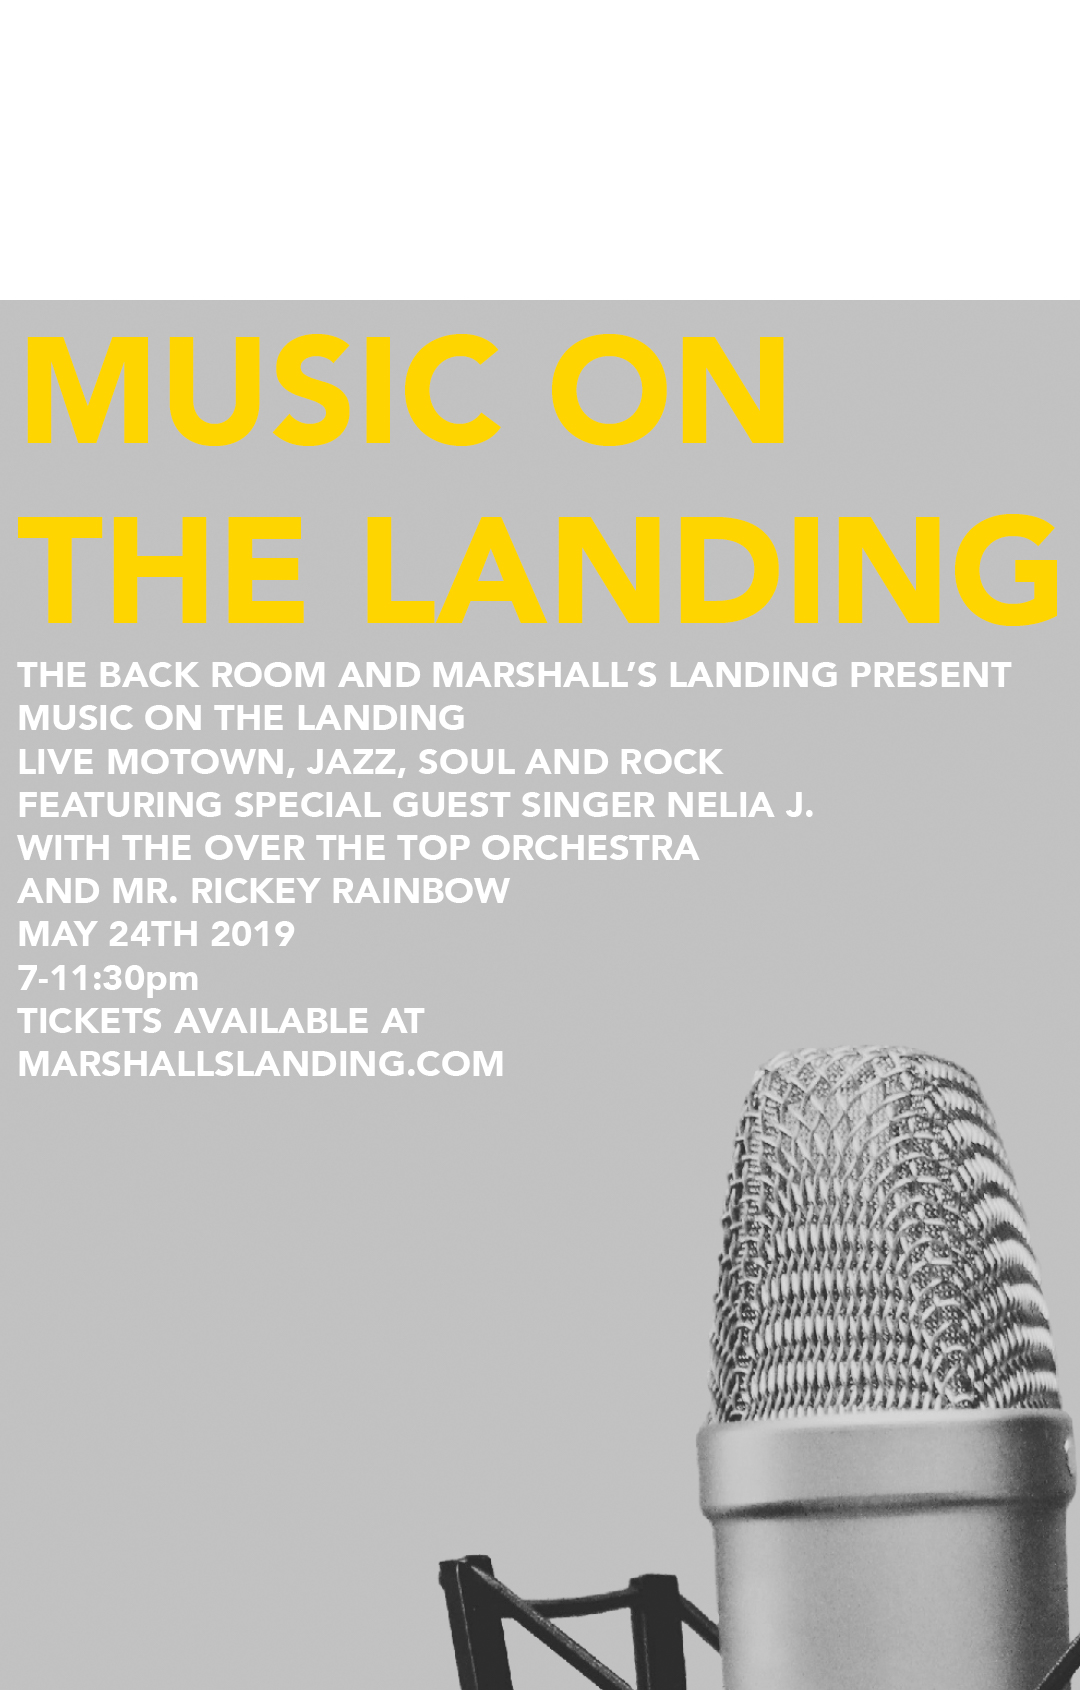 MUSIC ON
THE LANDING
THE BACK ROOM AND MARSHALL’S LANDING PRESENT
MUSIC ON THE LANDING
LIVE MOTOWN, JAZZ, SOUL AND ROCK
FEATURING SPECIAL GUEST SINGER NELIA J.
WITH THE OVER THE TOP ORCHESTRA
AND MR. RICKEY RAINBOW
MAY 24TH 2019
7-11:30pm
TICKETS AVAILABLE AT
MARSHALLSLANDING.COM